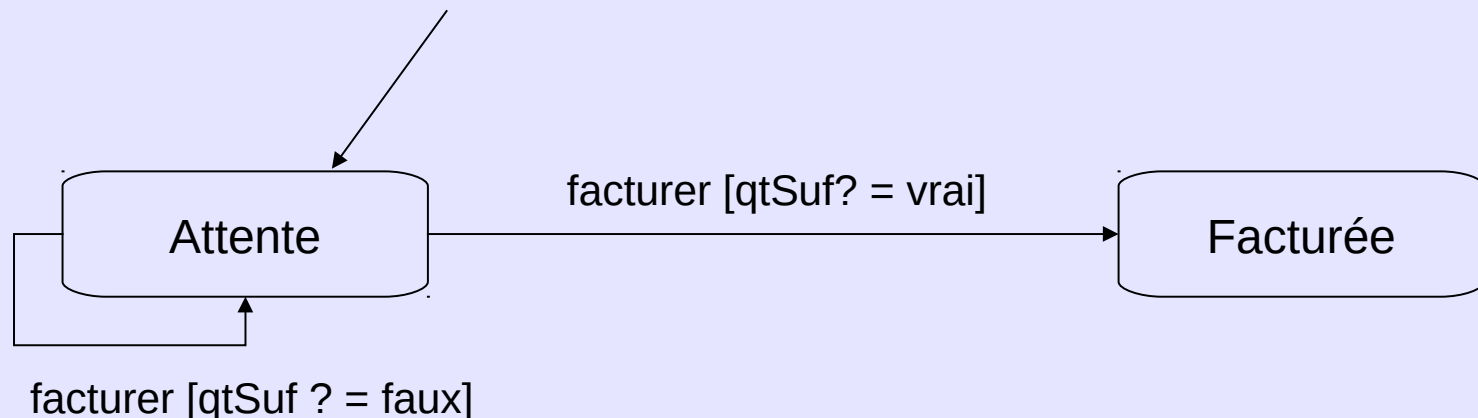 facturer [qtSuf? = vrai]
Attente
Facturée
facturer [qtSuf ? = faux]